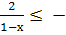 2/(1-x) ≤ -